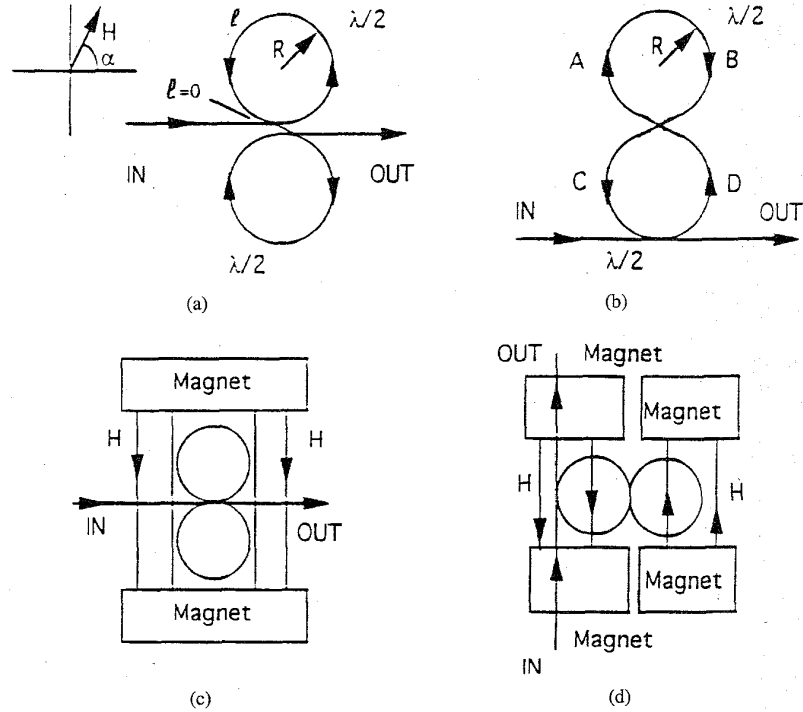 H
α
ℓ
λ/2
R
ℓ=0
IN
OUT
λ/2
(a)
λ/2
R
A
B
C
D
IN
OUT
λ/2
(b)
Magnet
H
H
IN
OUT
Magnet
(c)
OUT
Magnet
Magnet
H
H
Magnet
Magnet
IN
(d)